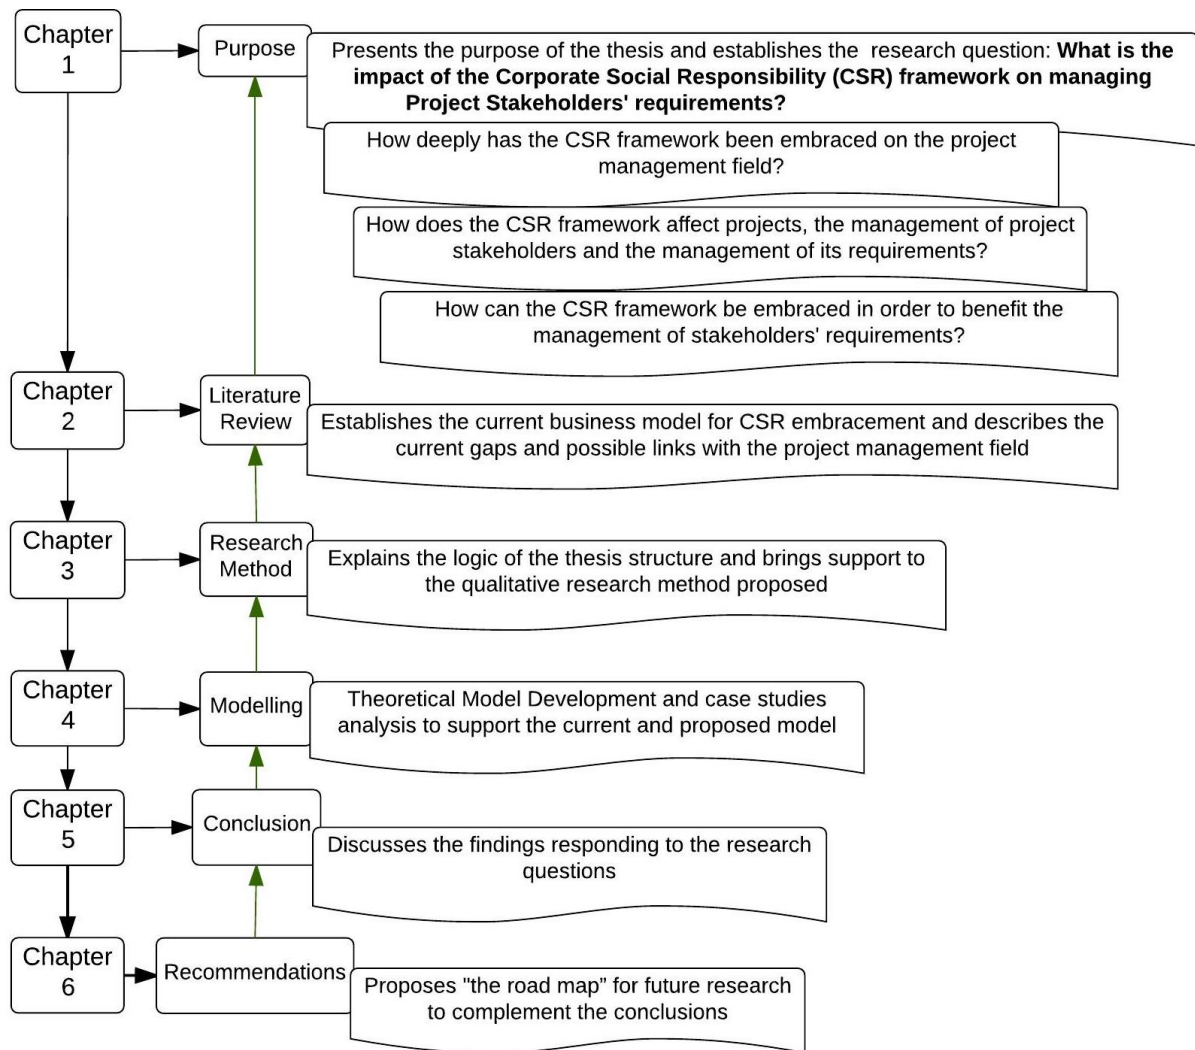 Chapter
1
Purpose
Presents the purpose of the thesis and establishes the  research question: What is the
impact of the Corporate Social Responsibility (CSR) framework on managing
Project Stakeholders' requirements?
How deeply has the CSR framework been embraced on the project
management field?
How does the CSR framework affect projects, the management of project
stakeholders and the management of its requirements?
How can the CSR framework be embraced in order to benefit the
management of stakeholders' requirements?
Chapter
2
Literature
Review
Establishes the current business model for CSR embracement and describes the
current gaps and possible links with the project management field
Chapter
3
Research
Method
Explains the logic of the thesis structure and brings support to
the qualitative research method proposed
Chapter
4
Modelling
Theoretical Model Development and case studies
analysis to support the current and proposed model
Chapter
5
Conclusion
Discusses the findings responding to the research
questions
Chapter
6
Recommendations
Proposes "the road map" for future research
to complement the conclusions